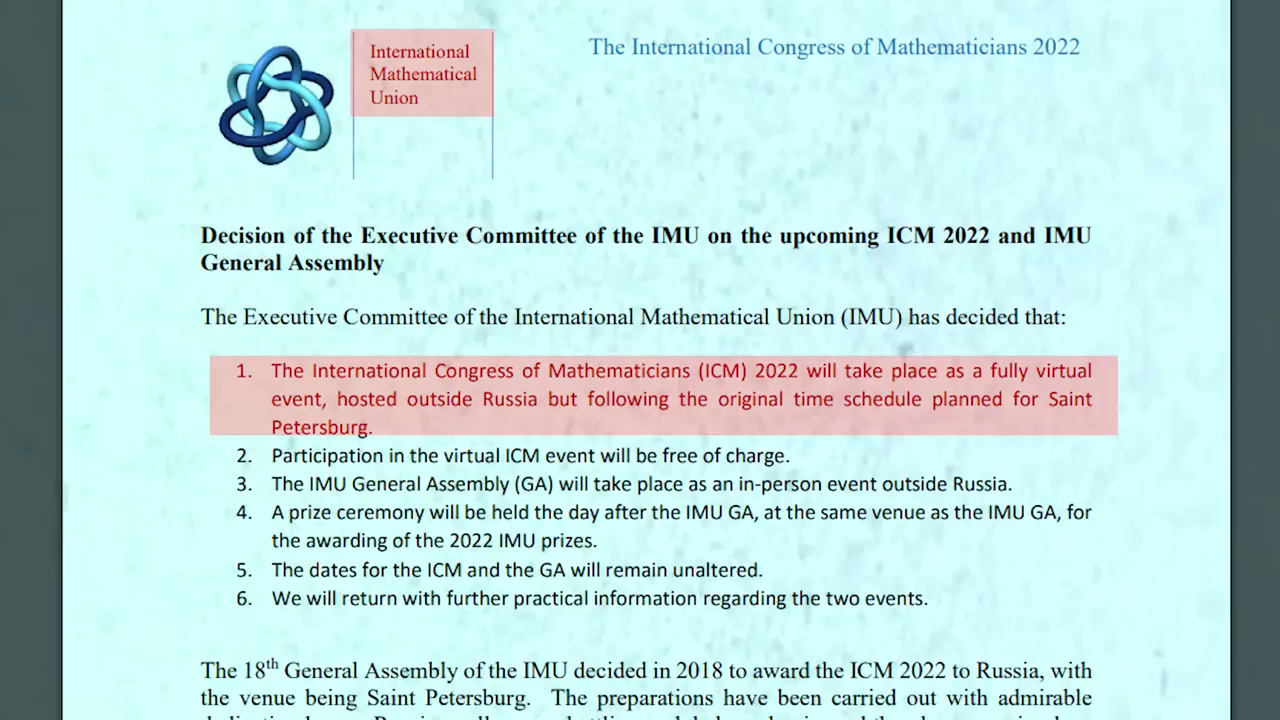 International
Mathematical
Union
The International Congress of Mathematicians 2022
Decision of the Executive Committee of the IMU on the upcoming ICM 2022 and IMU
General Assembly
The Executive Committee of the International Mathematical Union (IMU) has decided that:
1. The International Congress of Mathematicians (ICM) 2022 will take place as a fully virtual
event, hosted outside Russia but following the original time schedule planned for Saint
Petersburg.
2. Participation in the virtual ICM event will be free of charge.
3. The IMU General Assembly (GA) will take place as an in-person event outside Russia.
4. A prize ceremony will be held the day after the IMU GA, at the same venue as the IMU GA, for
the awarding of the 2022 IMU prizes.
5. The dates for the ICM and the GA will remain unaltered.
6. We will return with further practical information regarding the two events.
The 18th General Assembly of the IMU decided in 2018 to award the ICM 2022 to Russia, with
the venue being Saint Petersburg. The preparations have been carried out with admirable